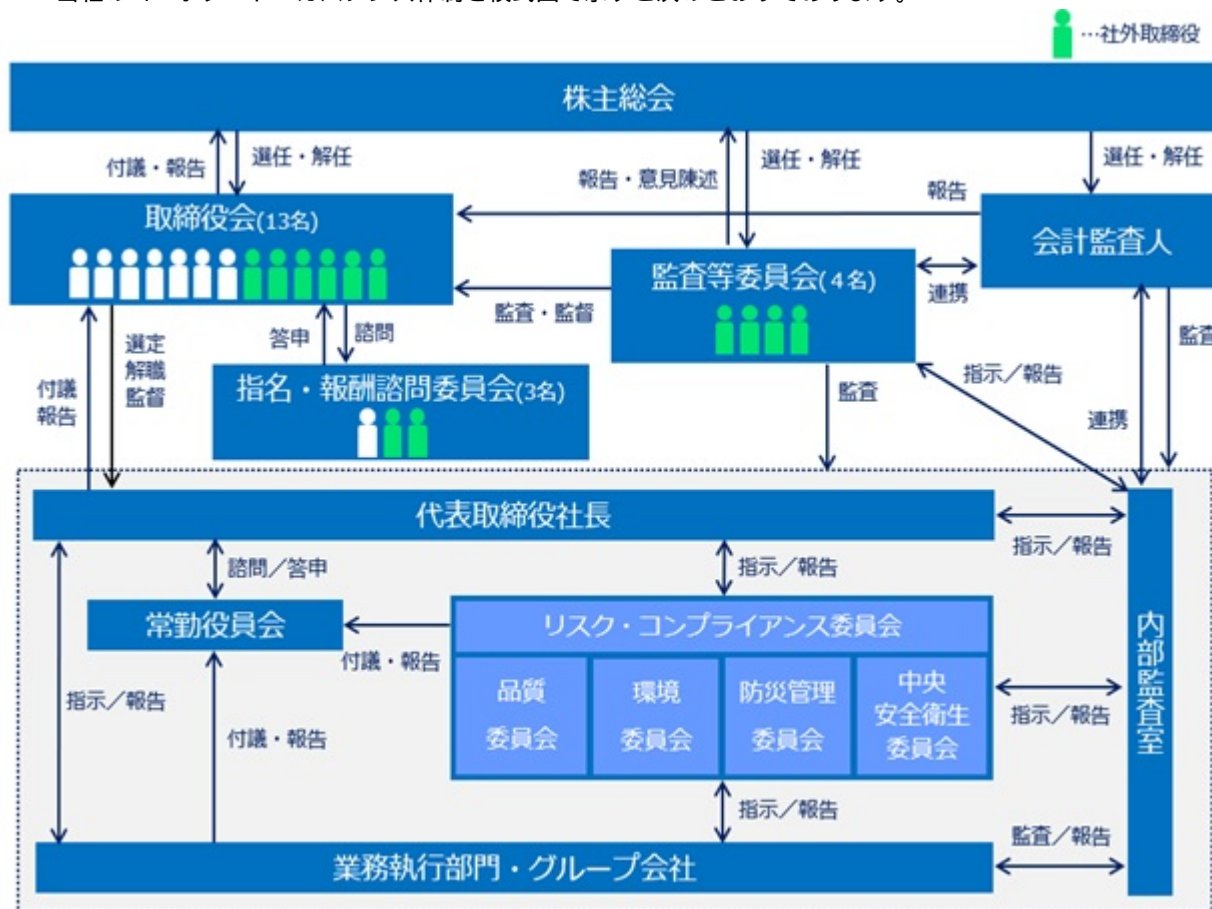 …社外取締役
株主総会
付議・報告
選任・解任
報告・意見陳述
選任・解任
選任・解任
取締役会(13名)
報告
会計監査人
監査等委員会(4名)
連携
監査・監督
選定
解職
監督
答申
諮問
付議
報告
指名・報酬諮問委員会(3名)
監査
指示／報告
連携
監査
代表取締役社長
指示／報告
諮問／答申
指示／報告
常勤役員会
リスク・コンプライアンス委員会
付議・報告
品質
委員会
環境
委員会
防災管理
委員会
中央
安全衛生
委員会
指示／報告
内部監査室
指示／報告
付議・報告
指示／報告
監査／報告
業務執行部門・グループ会社